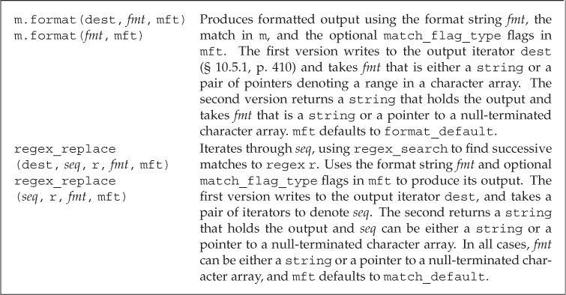 m.format(dest, fmt, mft)
m.format(fmt, mft)
Produces formatted output using the format string fmt, the
match in m, and the optional match_flag_type flags in
mft. The first version writes to the output iterator dest
(§ 10.5.1, p. 410) and takes fmt that is either a string or a
pair of pointers denoting a range in a character array. The
second version returns a string that holds the output and
takes fmt that is a string or a pointer to a null-terminated
character array. mft defaults to format_default.
regex_replace
(dest, seq, r, fmt, mft)
regex_replace
(seq, r, fmt, mft)
Iterates through seq, using regex_search to find successive
matches to regex r. Uses the format string fmt and optional
match_flag_type flags in mft to produce its output. The
first version writes to the output iterator dest, and takes a
pair of iterators to denote seq. The second returns a string
that holds the output and seq can be either a string or a
pointer to a null-terminated character array. In all cases, fmt
can be either a string or a pointer to a null-terminated char-
acter array, and mft defaults to match_default.